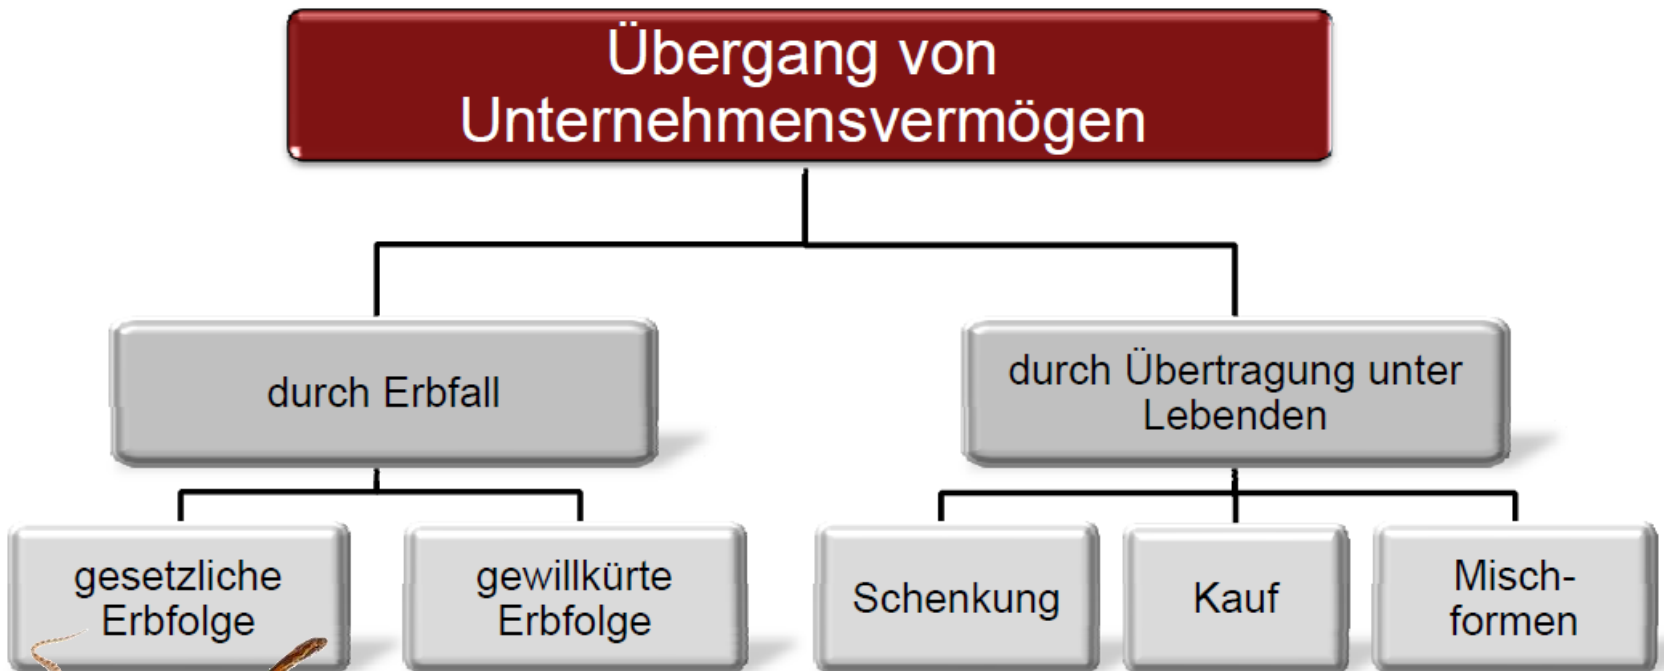 Übergang von
Unternehmensvermögen
durch Erbfall
durch Übertragung unter
Lebenden
gesetzliche
Erbfolge
gewillkürte
Erbfolge
Schenkung
Kauf
Misch-
formen